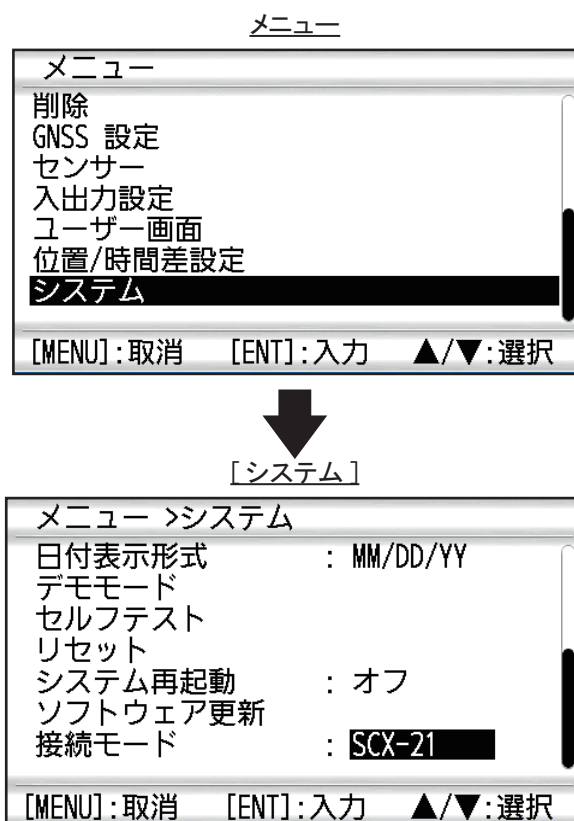 メニュー
メニュー
削除
GNSS 設定
センサー
入出力設定
ユーザー画面
位置/時間差設定
システム
[MENU]:取消 [ENT]:入力 ▲/▼:選択
[システム]
メニュー >システム
日付表示形式 : MM/DD/YY
デモモード
セルフテスト
リセット
システム再起動 : オフ
ソフトウェア更新
接続モード : SCX-21
[MENU]:取消 [ENT]:入力 ▲/▼:選択